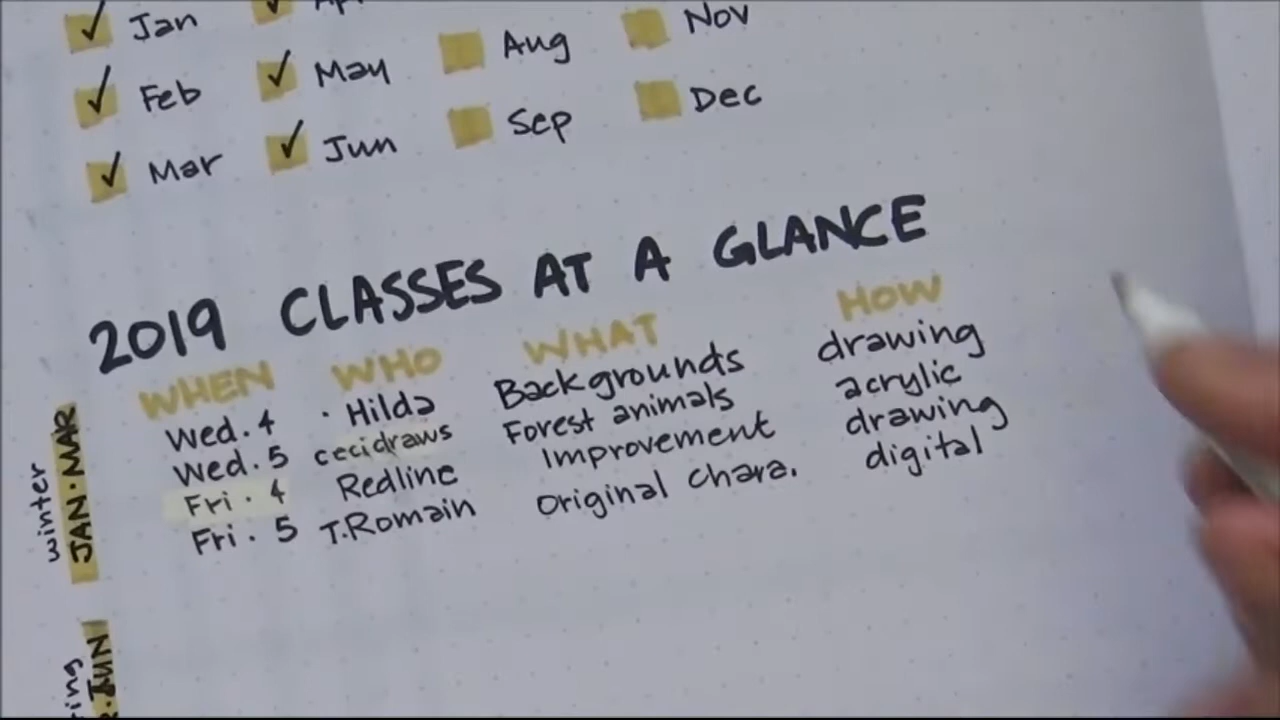 Jan
Feb May Aug Nov
Mar Jun Sep Dec
2019 CLASSES AT A GLANCE
WHEN WHO WHAT HOW
Wed. 4 · Hilda Backgrounds drawing
Wed. 5 cecidraws Forest animals acrylic
Fri. 4 Redline Improvement drawing
Fri. 5 T.Romain Original Chara. digital
winter
JAN·MAR
JUN